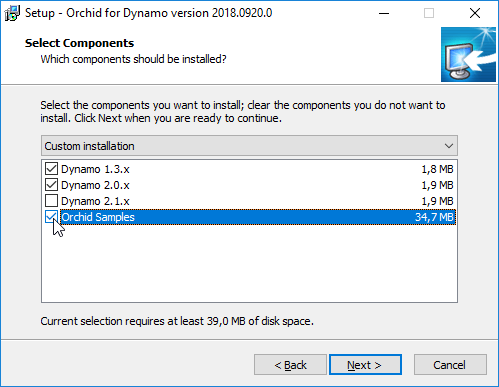 Setup - Orchid for Dynamo version 2018.0920.0
Select Components
Which components should be installed?
Select the components you want to install; clear the components you do not want to
install. Click Next when you are ready to continue.
Custom installation
Dynamo 1.3.x 1,8 MB
Dynamo 2.0.x 1,9 MB
Dynamo 2.1.x 1,9 MB
Orchid Samples 34,7 MB
Current selection requires at least 39,0 MB of disk space.
< Back Next > Cancel